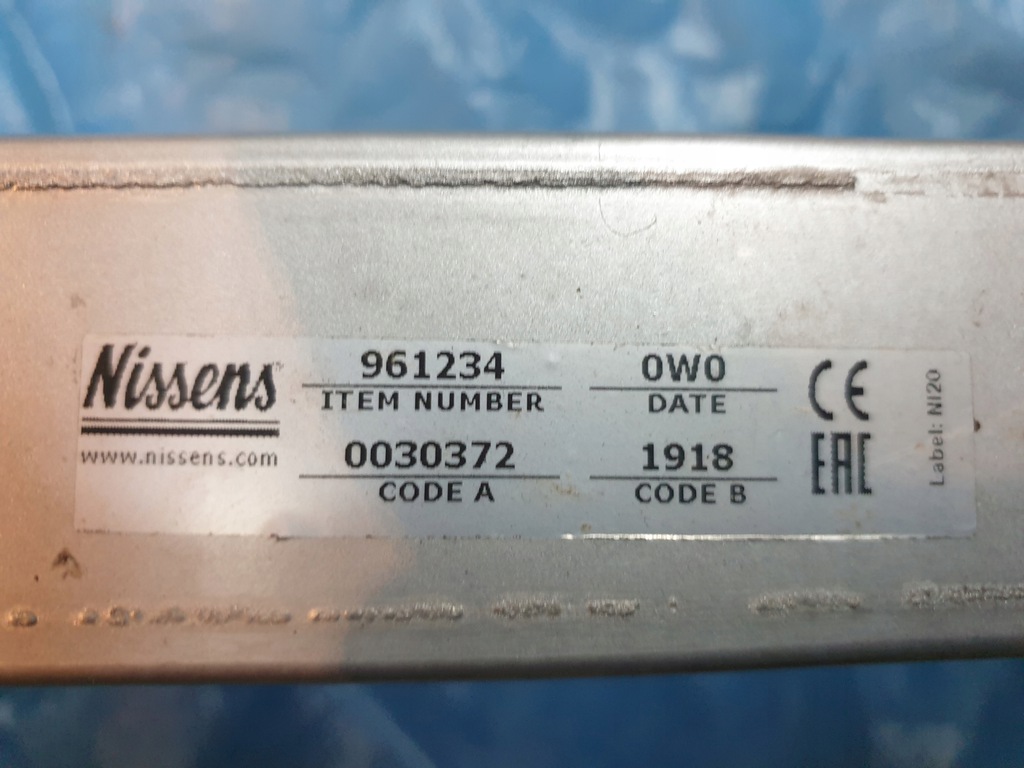 Nissens
www.nissens.com
961234
ITEM NUMBER
0030372
CODE A
0W0
DATE
1918
CODE B
CE
EAC
Label: NI20